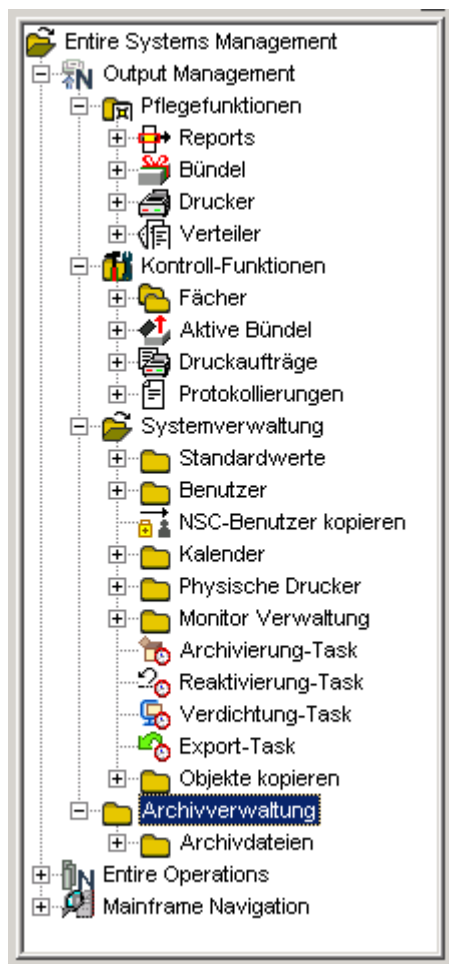 Entire Systems Management
Output Management
Pflegefunktionen
Reports
Bündel
Drucker
Verteiler
Kontroll-Funktionen
Fächer
Aktive Bündel
Druckaufträge
Protokollierungen
Systemverwaltung
Standardwerte
Benutzer
NSC-Benutzer kopieren
Kalender
Physische Drucker
Monitor Verwaltung
Archivierung-Task
Reaktivierung-Task
Verdichtung-Task
Export-Task
Objekte kopieren
Archivverwaltung
Archivdateien
Entire Operations
Mainframe Navigation